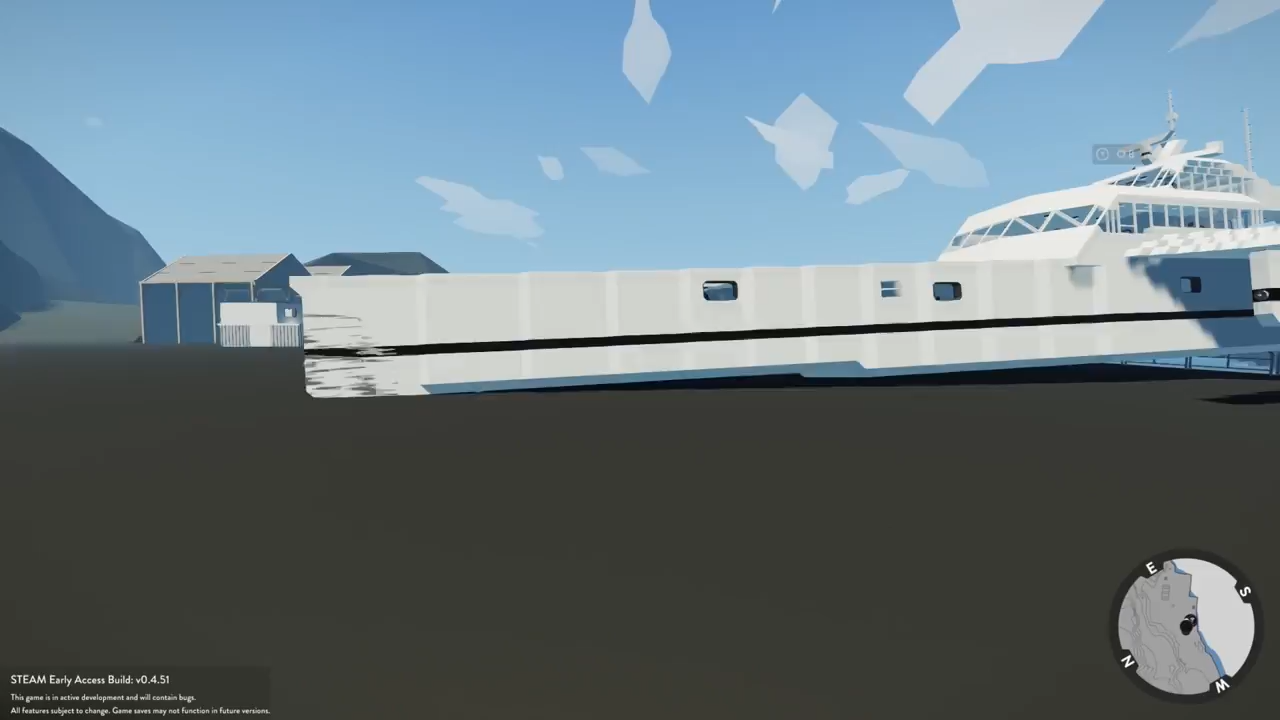 E
S
N
W
STEAM Early Access Build: v0.4.51
This game is in active development and will contain bugs.
All features subject to change. Game saves may not function in future versions.